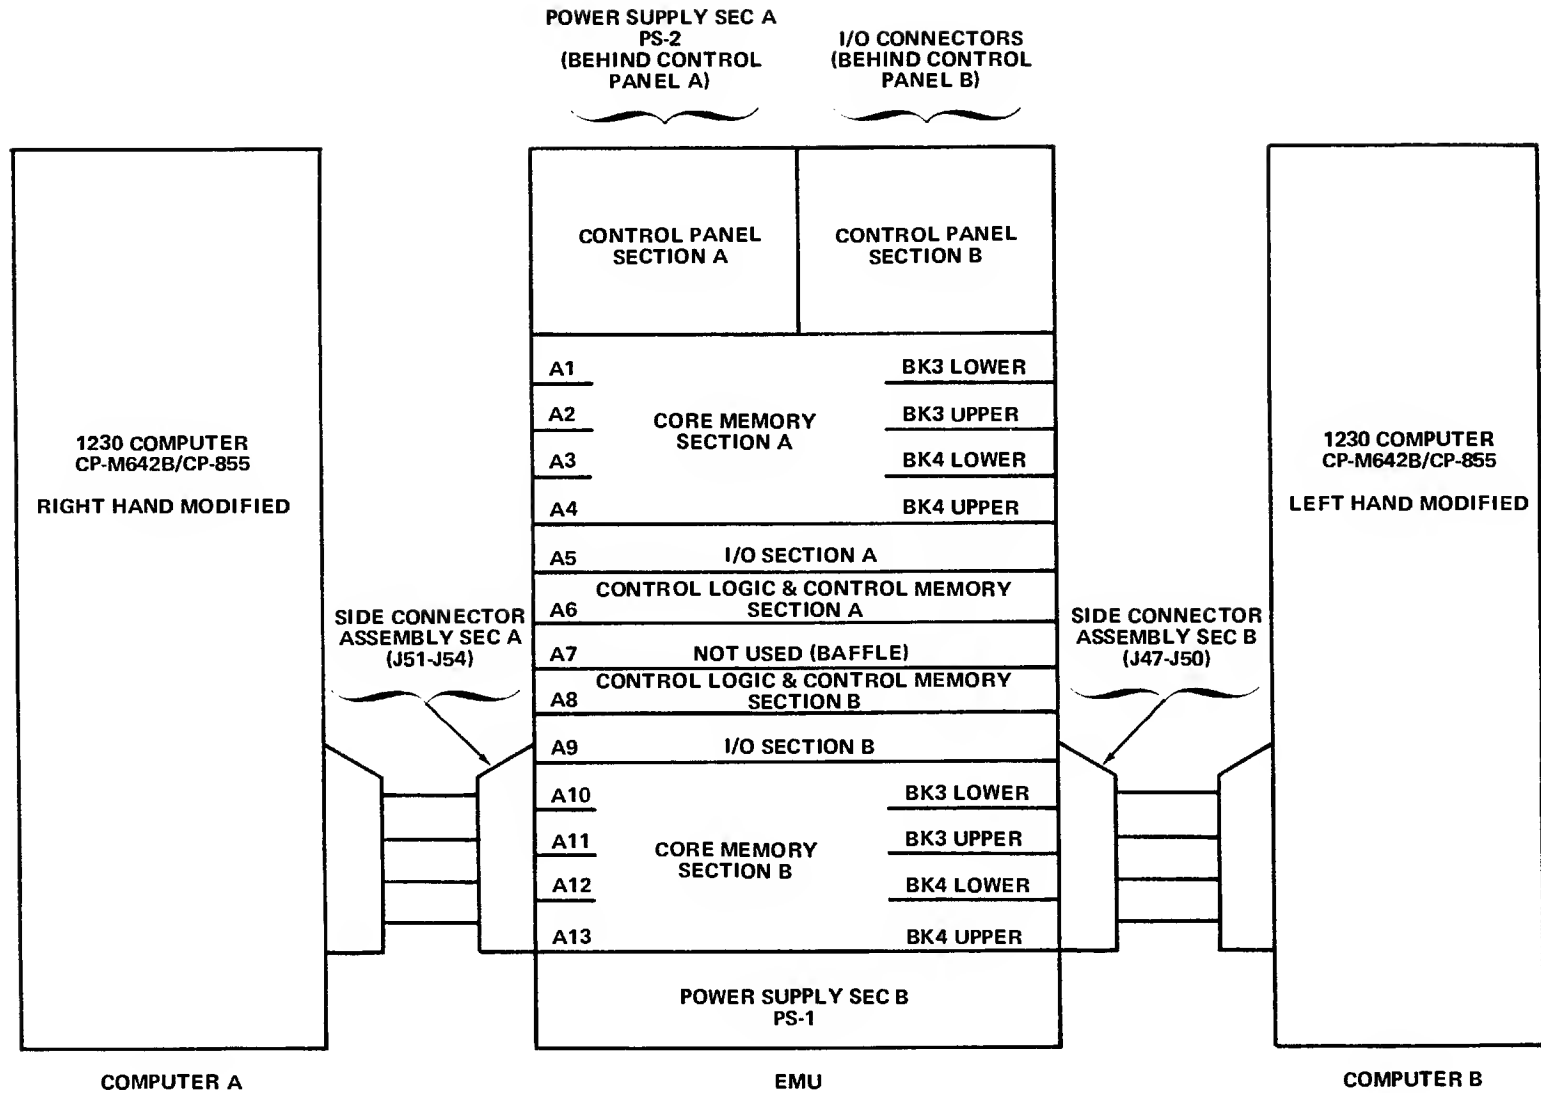 POWER SUPPLY SEC A
PS-2
(BEHIND CONTROL
PANEL A)
I/O CONNECTORS
(BEHIND CONTROL
PANEL B)
CONTROL PANEL
SECTION A
CONTROL PANEL
SECTION B
1230 COMPUTER
CP-M642B/CP-855
RIGHT HAND MODIFIED
A1
BK3 LOWER
A2
BK3 UPPER
CORE MEMORY
SECTION A
A3
BK4 LOWER
A4
BK4 UPPER
A5
I/O SECTION A
A6
CONTROL LOGIC & CONTROL MEMORY
SECTION A
A7
NOT USED (BAFFLE)
A8
CONTROL LOGIC & CONTROL MEMORY
SECTION B
A9
I/O SECTION B
A10
BK3 LOWER
A11
BK3 UPPER
CORE MEMORY
SECTION B
A12
BK4 LOWER
A13
BK4 UPPER
POWER SUPPLY SEC B
PS-1
SIDE CONNECTOR
ASSEMBLY SEC A
(J51-J54)
SIDE CONNECTOR
ASSEMBLY SEC B
(J47-J50)
1230 COMPUTER
CP-M642B/CP-855
LEFT HAND MODIFIED
COMPUTER A
EMU
COMPUTER B